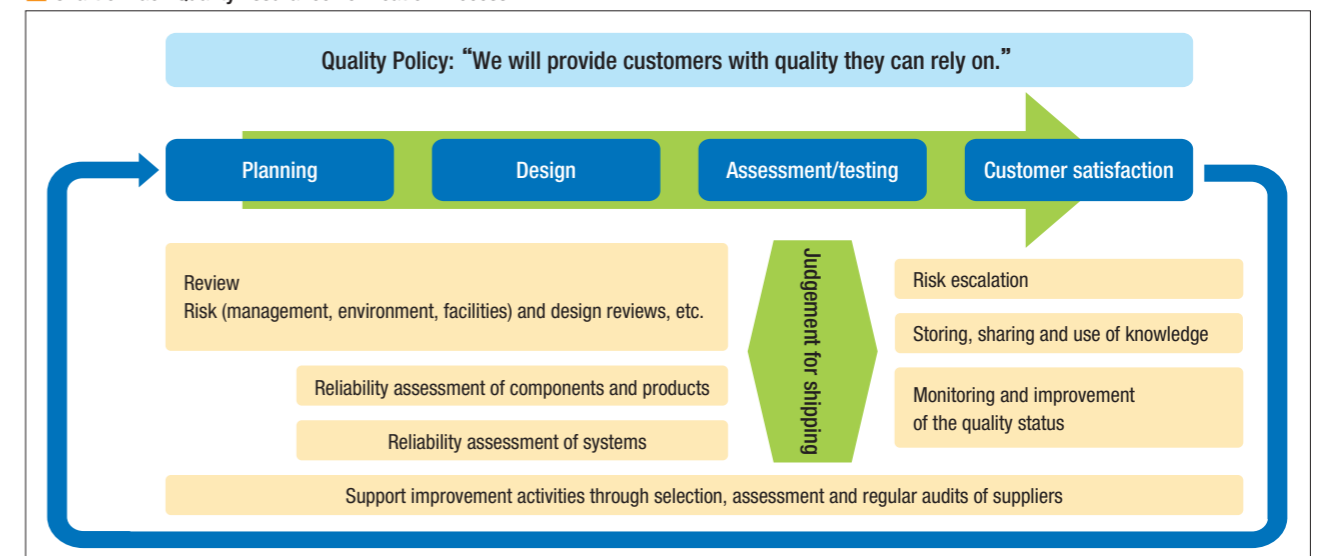 Quality Policy: “We will provide customers with quality they can rely on.”
Planning
Design
Assessment/testing
Customer satisfaction
Review
Risk (management, environment, facilities) and design reviews, etc.
Reliability assessment of components and products
Reliability assessment of systems
Judgement for shipping
Risk escalation
Storing, sharing and use of knowledge
Monitoring and improvement
of the quality status
Support improvement activities through selection, assessment and regular audits of suppliers